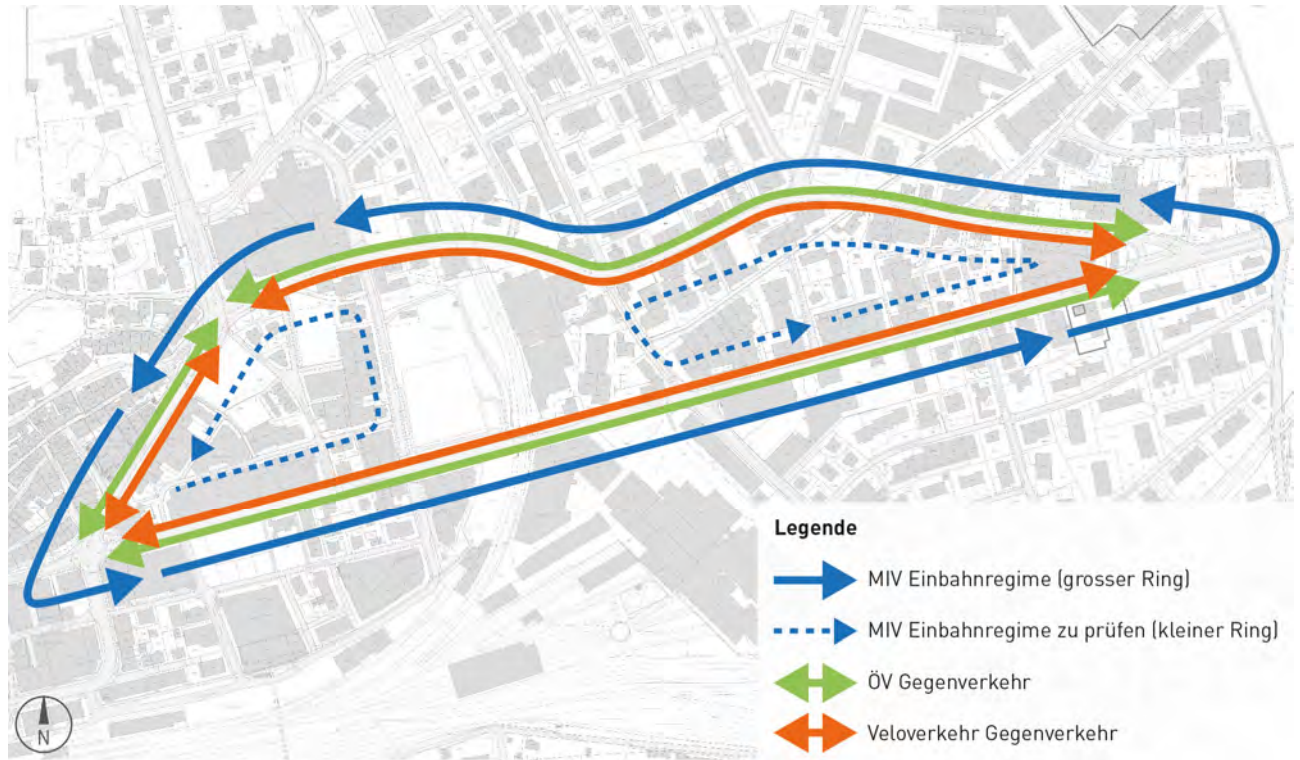 Legende
MIV Einbahnregime (grosser Ring)
MIV Einbahnregime zu prüfen (kleiner Ring)
ÖV Gegenverkehr
Veloverkehr Gegenverkehr
N